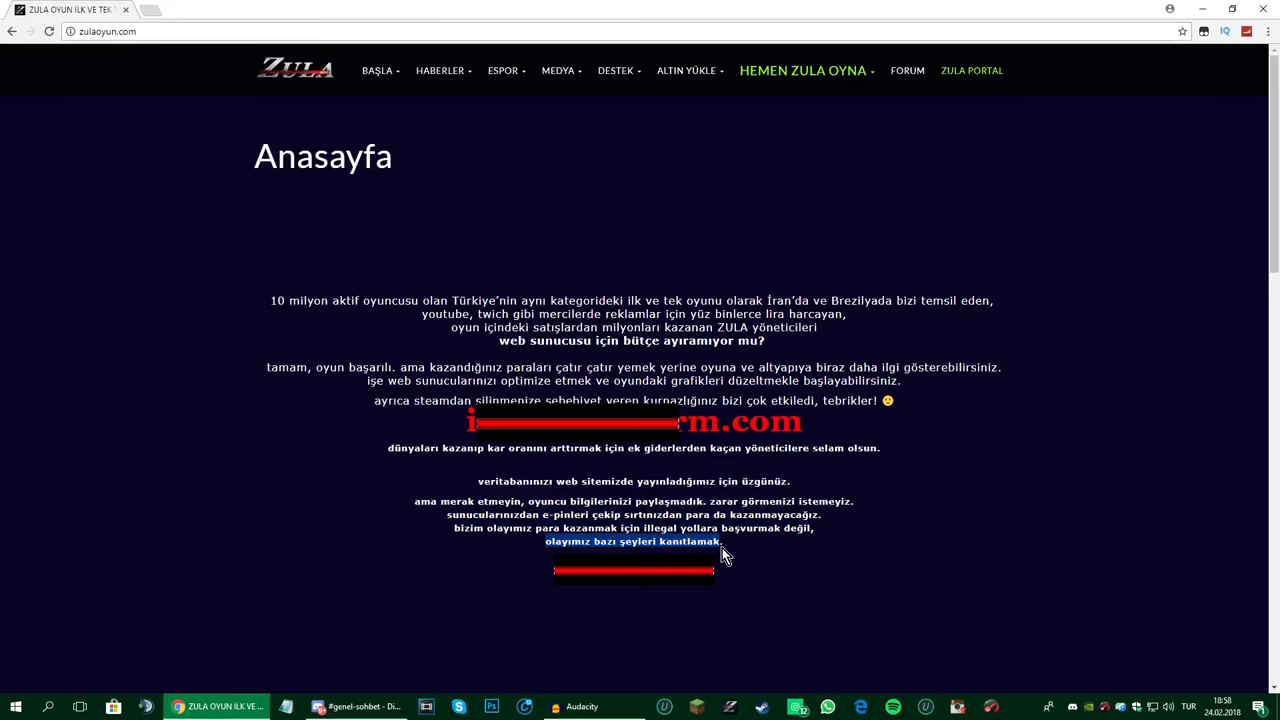 ZULA OYUN İLK VE TEK T
zulaoyun.com
ZULA
BAŞLA
HABERLER
ESPOR
MEDYA
DESTEK
ALTIN YÜKLE
HEMEN ZULA OYNA
FORUM
ZULA PORTAL
Anasayfa
10 milyon aktif oyuncusu olan Türkiye’nin aynı kategorideki ilk ve tek oyunu olarak İran’da ve Brezilyada bizi temsil eden,
youtube, twich gibi mercilerde reklamlar için yüz binlerce lira harcayan,
oyun içindeki satışlardan milyonları kazanan ZULA yöneticileri
web sunucusu için bütçe ayıramıyor mu?
tamam, oyun başarılı. ama kazandığınız paraları çatır çatır yemek yerine oyuna ve altyapıya biraz daha ilgi gösterebilirsiniz.
işe web sunucularınızı optimize etmek ve oyundaki grafikleri düzeltmekle başlayabilirsiniz.
ayrıca steamdan silinmenize sebebiyet veren kurnazlığınız bizi çok etkiledi, tebrikler! 🙂
i rm.com
dünyaları kazanıp kar oranını arttırmak için ek giderlerden kaçan yöneticilere selam olsun.
veritabanınızı web sitemizde yayınladığımız için üzgünüz.
ama merak etmeyin, oyuncu bilgilerinizi paylaşmadık. zarar görmenizi istemeyiz.
sunucularınızdan e-pinleri çekip sırtınızdan para da kazanmayacağız.
bizim olayımız para kazanmak için illegal yollara başvurmak değil,
olayımız bazı şeyleri kanıtlamak.
ZULA OYUN İLK VE ...
#genel-sohbet - Di...
Audacity
12
TUR
18:58
24.02.2018
1